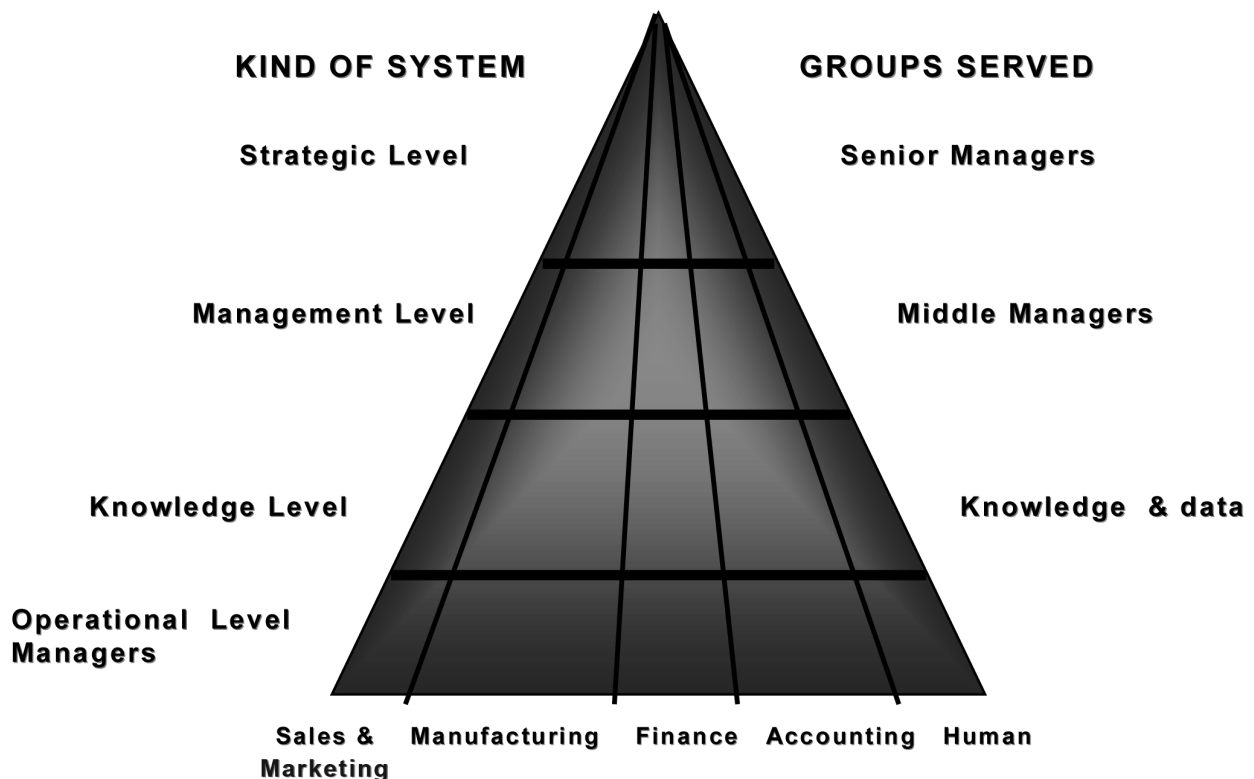 KIND OF SYSTEM
GROUPS SERVED
Strategic Level
Senior Managers
Management Level
Middle Managers
Knowledge Level
Knowledge & data
Operational Level
Managers
Sales & Manufacturing Finance Accounting Human
Marketing